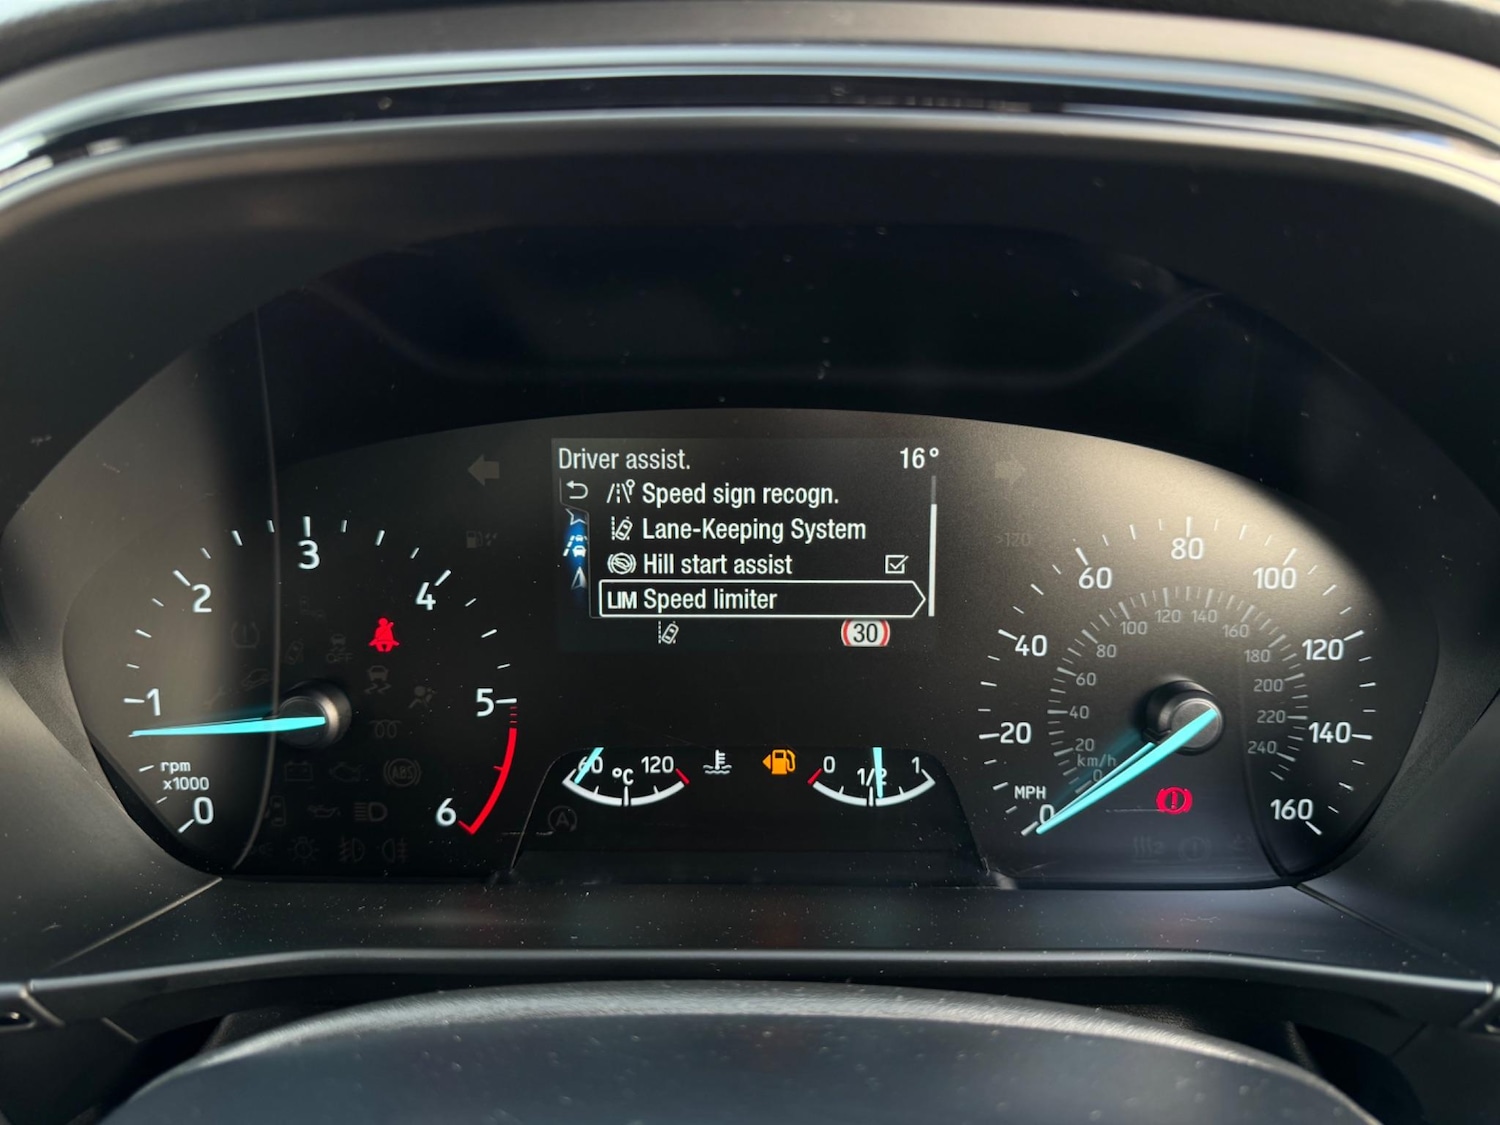 Driver assist. 16°
Speed sign recogn.
Lane-Keeping System
Hill start assist
LIM Speed limiter
30
0
1
2
3
4
5
6
rpm
x1000
ABS
A
60 °C 120
0 1/2 1
0
20
40
60
80
100
120
140
160
MPH
km/h
0
20
40
60
80
100
120
140
160
180
200
220
240
>120